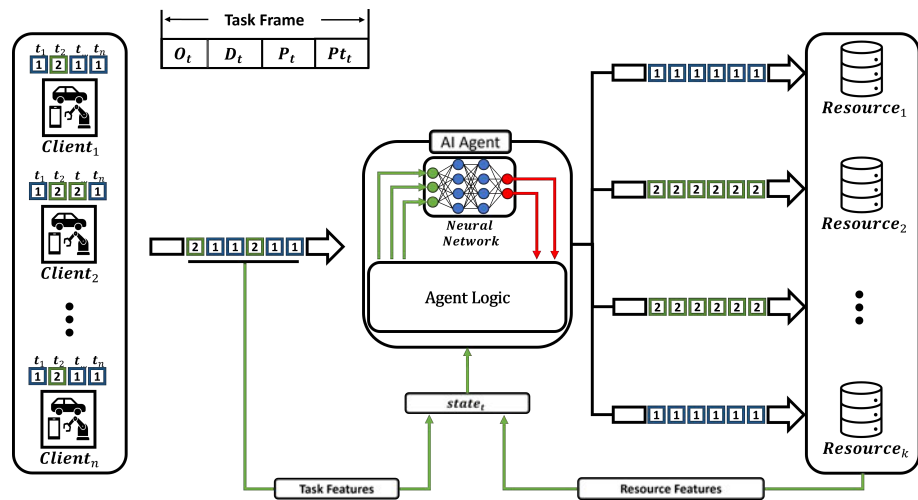 Task Frame
O_t D_t P_t Pt_t
t_1 t_2 t_... t_n
1 2 1 1
Client_1
t_1 t_2 t_... t_n
1 2 2 1
Client_2
t_1 t_2 t_... t_n
1 2 1 1
Client_n
2 1 1 2 1 1
AI Agent
Neural
Network
Agent Logic
state_t
Task Features
Resource Features
1 1 1 1 1 1
Resource_1
2 2 2 2 2 2
Resource_2
2 2 2 2 2 2
1 1 1 1 1 1
Resource_k